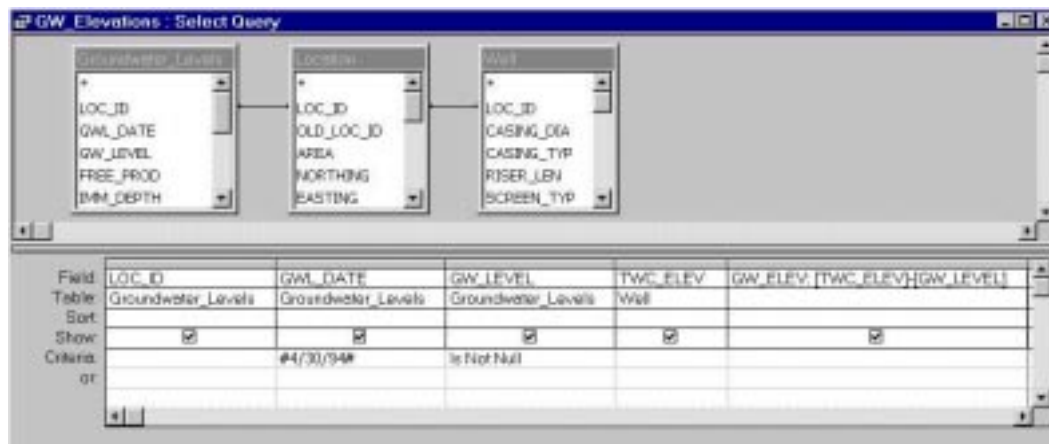 GW_Elevations : Select Query
Groundwater_Levels
*
LOC_ID
GWL_DATE
GW_LEVEL
FREE_PROD
IMM_DEPTH
Location
*
LOC_ID
OLD_LOC_ID
AREA
NORTHING
EASTING
Well
*
LOC_ID
CASING_DIA
CASING_TYP
RISER_LEN
SCREEN_TYP
Field: LOC_ID GWL_DATE GW_LEVEL TWC_ELEV GW_ELEV: [TWC_ELEV]-[GW_LEVEL]
Table: Groundwater_Levels Groundwater_Levels Groundwater_Levels Well
Sort:
Show:
Criteria: #4/30/94# Is Not Null
or: